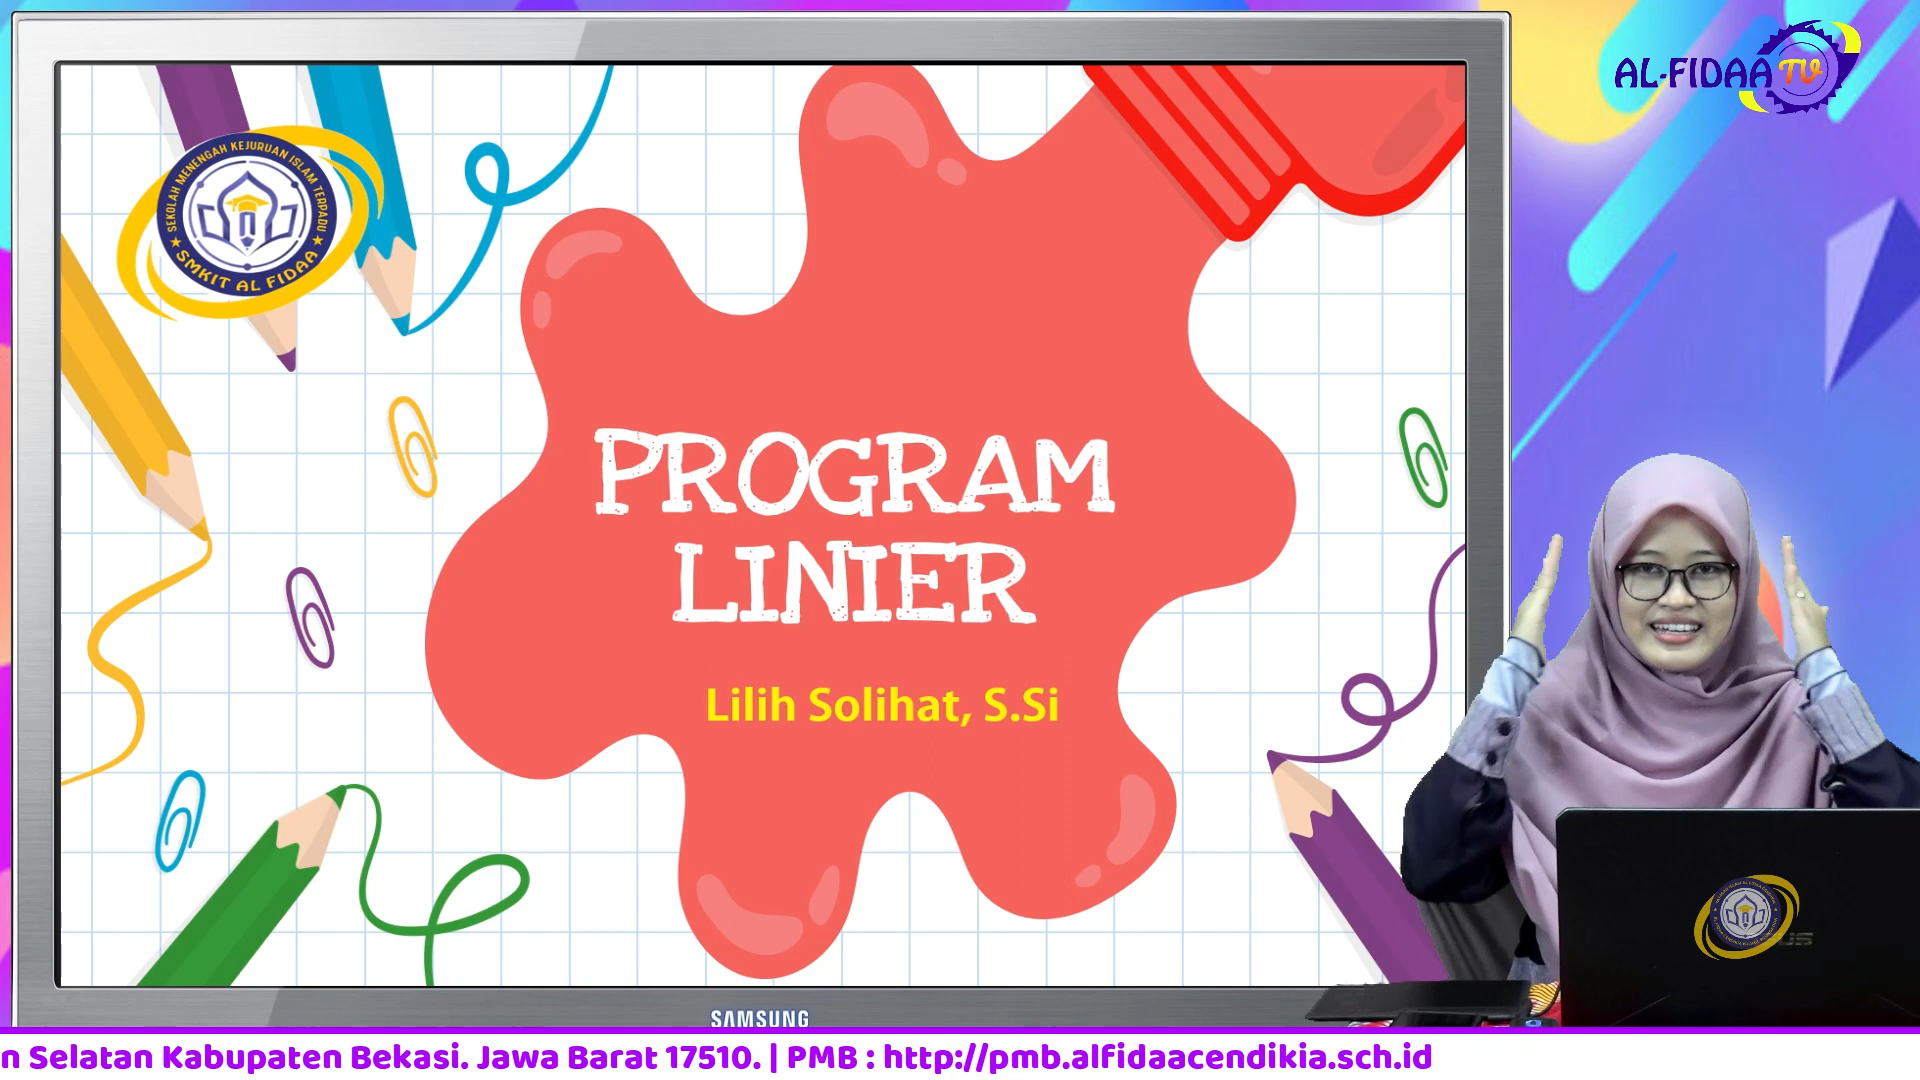 AL-FIDAA TV
SEKOLAH MENENGAH KEJURUAN ISLAM TERPADU
SMKIT AL FIDAA
PROGRAM
LINIER
Lilih Solihat, S.Si
SAMSUNG
n Selatan Kabupaten Bekasi. Jawa Barat 17510. | PMB : http://pmb.alfidaacendikia.sch.id